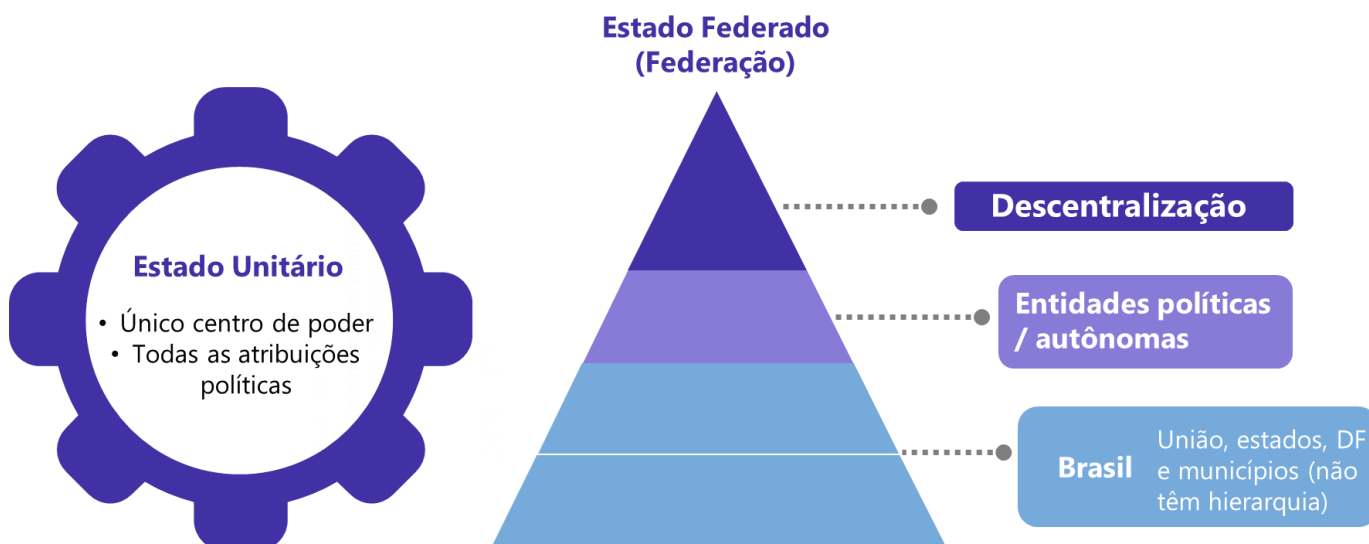 Estado Federado
(Federação)
Estado Unitário
• Único centro de poder
• Todas as atribuições
políticas
Descentralização
Entidades políticas
/ autônomas
Brasil
União, estados, DF
e municípios (não
têm hierarquia)